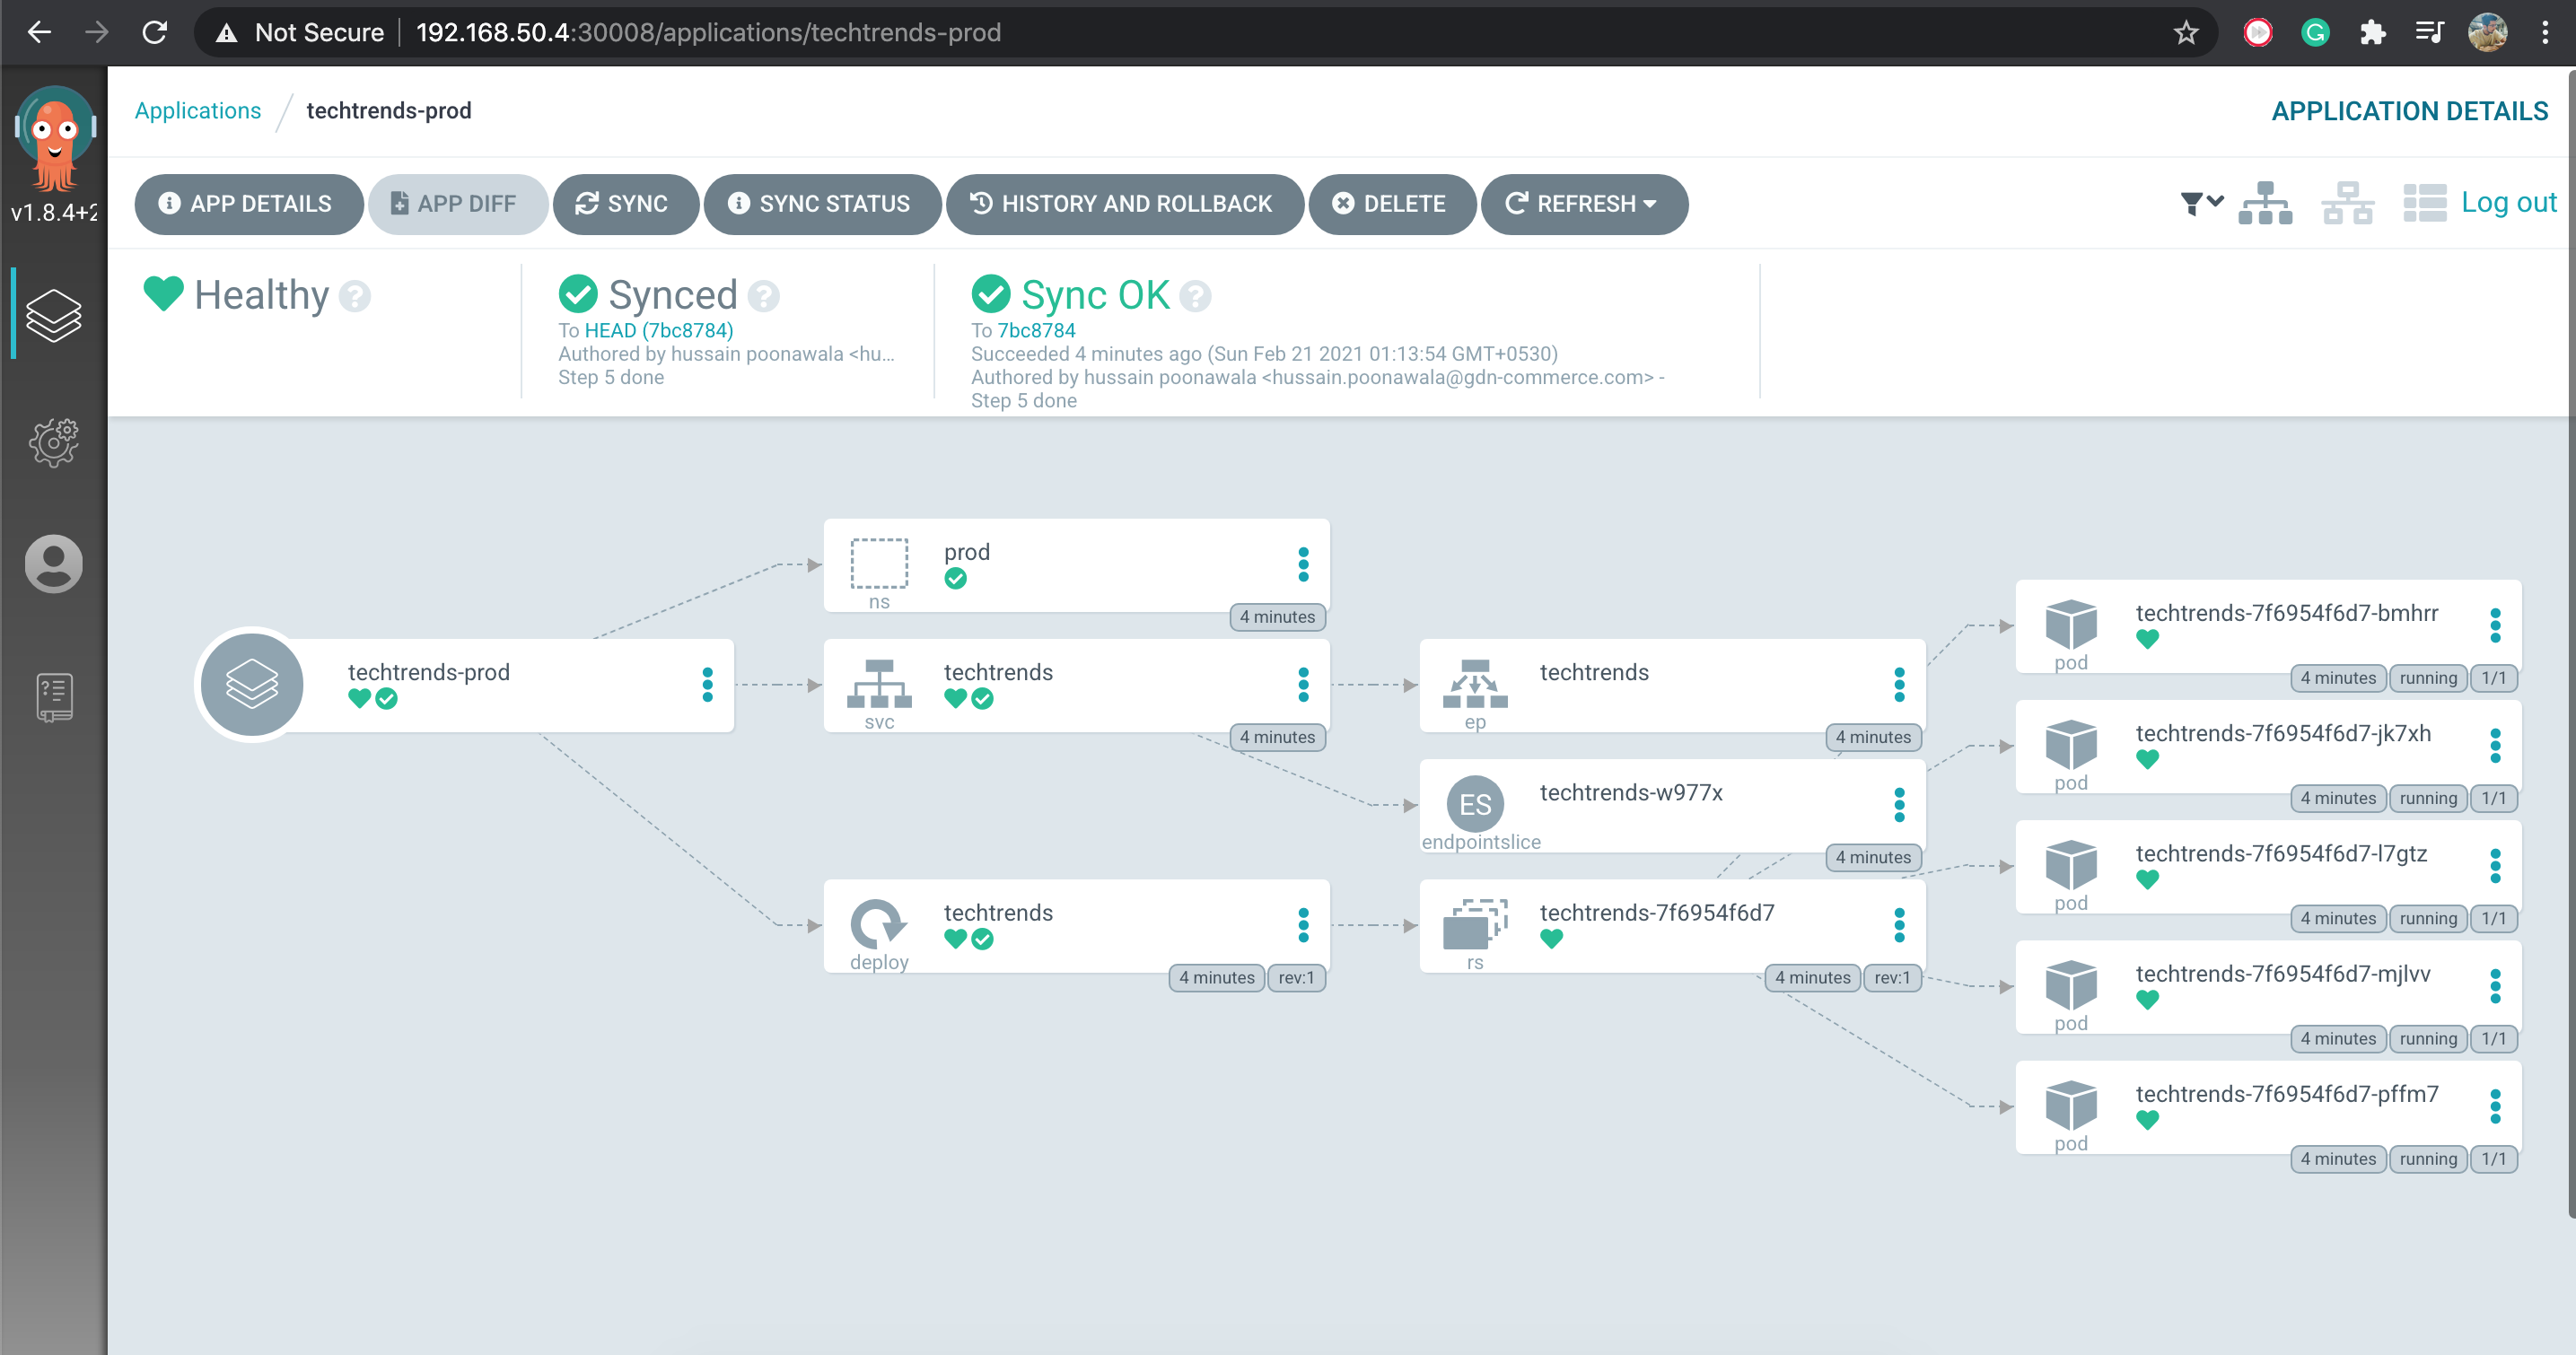 Not Secure 192.168.50.4:30008/applications/techtrends-prod
Applications / techtrends-prod
APPLICATION DETAILS
v1.8.4+2
APP DETAILS
APP DIFF
SYNC
SYNC STATUS
HISTORY AND ROLLBACK
DELETE
REFRESH
Log out
Healthy ?
Synced ?
To HEAD (7bc8784)
Authored by hussain poonawala <hu...
Step 5 done
Sync OK ?
To 7bc8784
Succeeded 4 minutes ago (Sun Feb 21 2021 01:13:54 GMT+0530)
Authored by hussain poonawala <hussain.poonawala@gdn-commerce.com> -
Step 5 done
techtrends-prod
prod
ns
4 minutes
techtrends
svc
4 minutes
techtrends
deploy
4 minutes rev:1
techtrends
ep
4 minutes
ES
techtrends-w977x
endpointslice
4 minutes
techtrends-7f6954f6d7
rs
4 minutes rev:1
techtrends-7f6954f6d7-bmhrr
pod
4 minutes running 1/1
techtrends-7f6954f6d7-jk7xh
pod
4 minutes running 1/1
techtrends-7f6954f6d7-l7gtz
pod
4 minutes running 1/1
techtrends-7f6954f6d7-mjlvv
pod
4 minutes running 1/1
techtrends-7f6954f6d7-pffm7
pod
4 minutes running 1/1